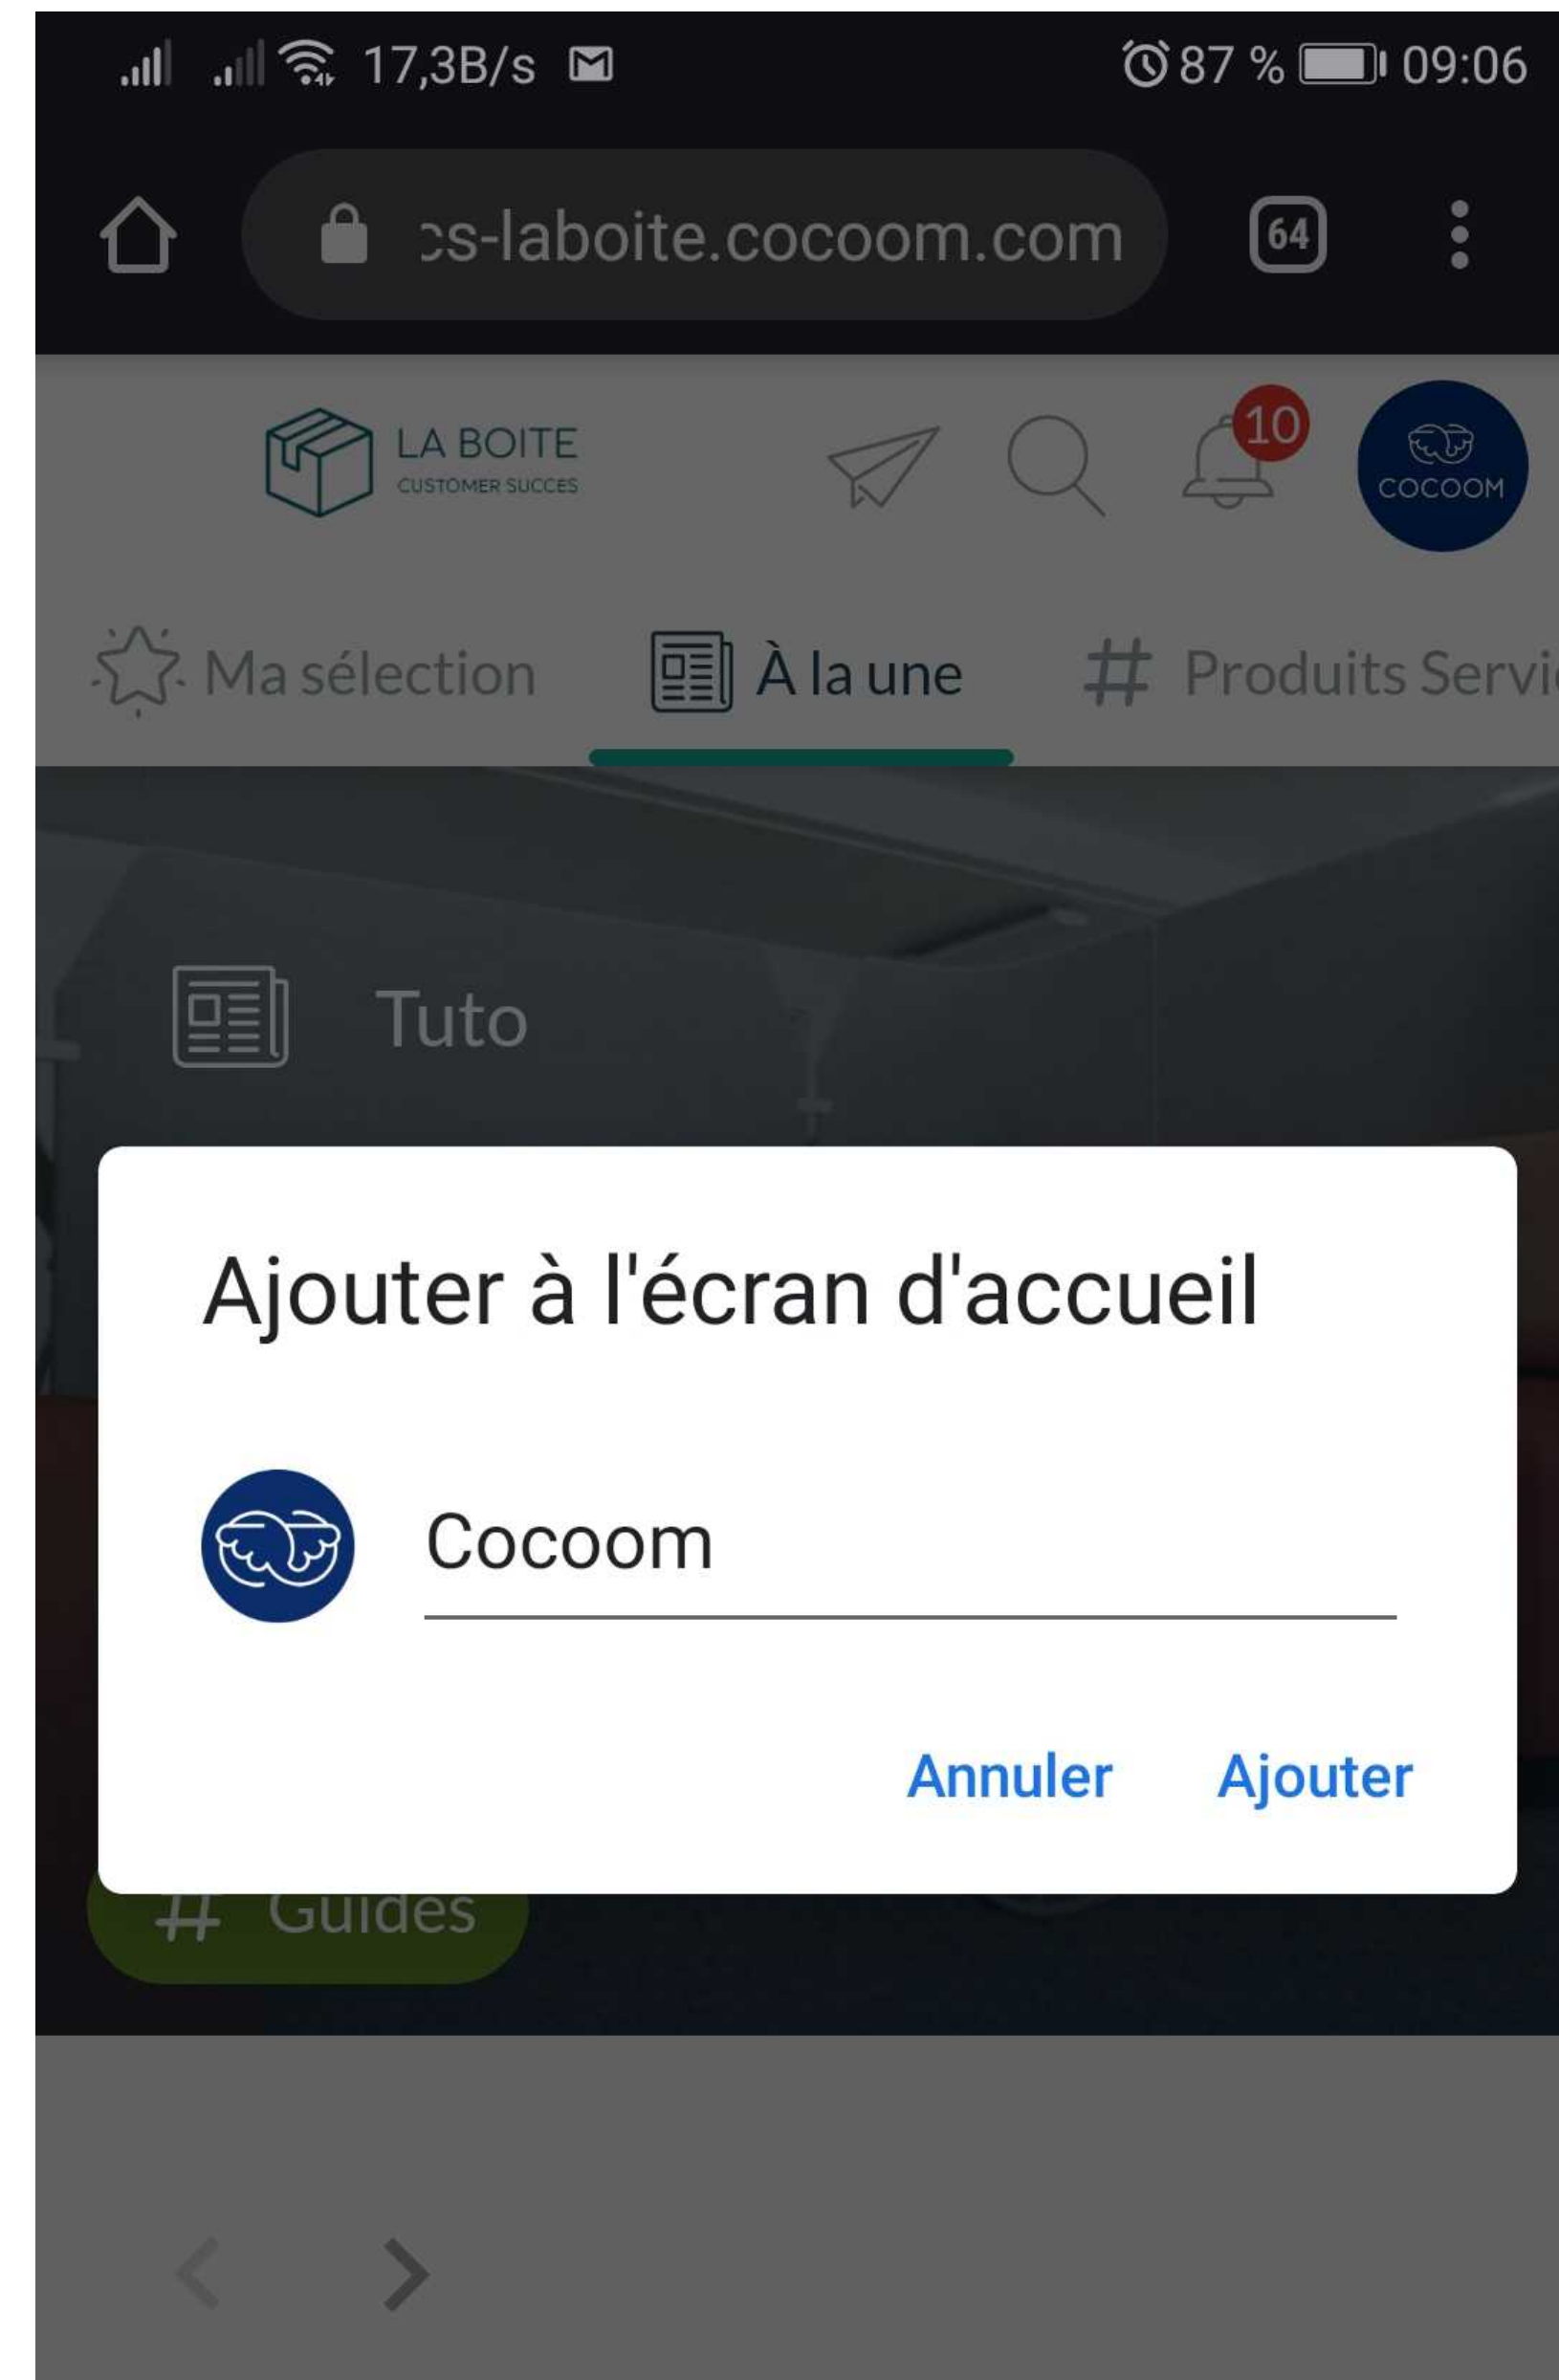 17,3B/s 87 % 09:06
cs-laboite.cocoom.com 64
LA BOITE
CUSTOMER SUCCES
10
COCOOM
Ma sélection À la une # Produits
Tuto
Ajouter à l'écran d'accueil
Cocoom
Annuler Ajouter
# Guides